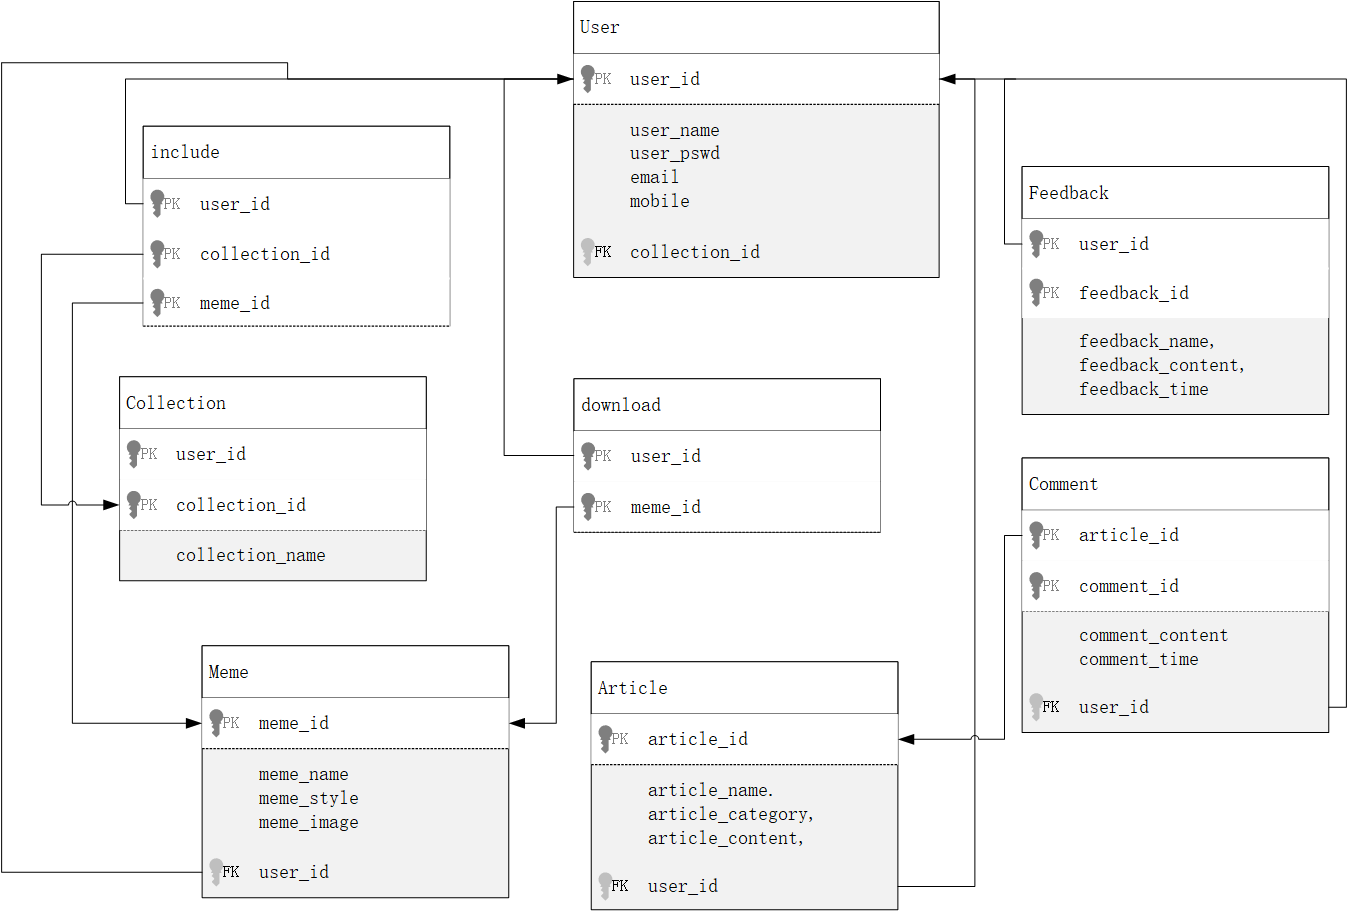 User
PK user_id
user_name
user_pswd
email
mobile
FK collection_id
include
PK user_id
PK collection_id
PK meme_id
Feedback
PK user_id
PK feedback_id
feedback_name,
feedback_content,
feedback_time
Collection
PK user_id
PK collection_id
collection_name
download
PK user_id
PK meme_id
Comment
PK article_id
PK comment_id
comment_content
comment_time
FK user_id
Meme
PK meme_id
meme_name
meme_style
meme_image
FK user_id
Article
PK article_id
article_name.
article_category,
article_content,
FK user_id